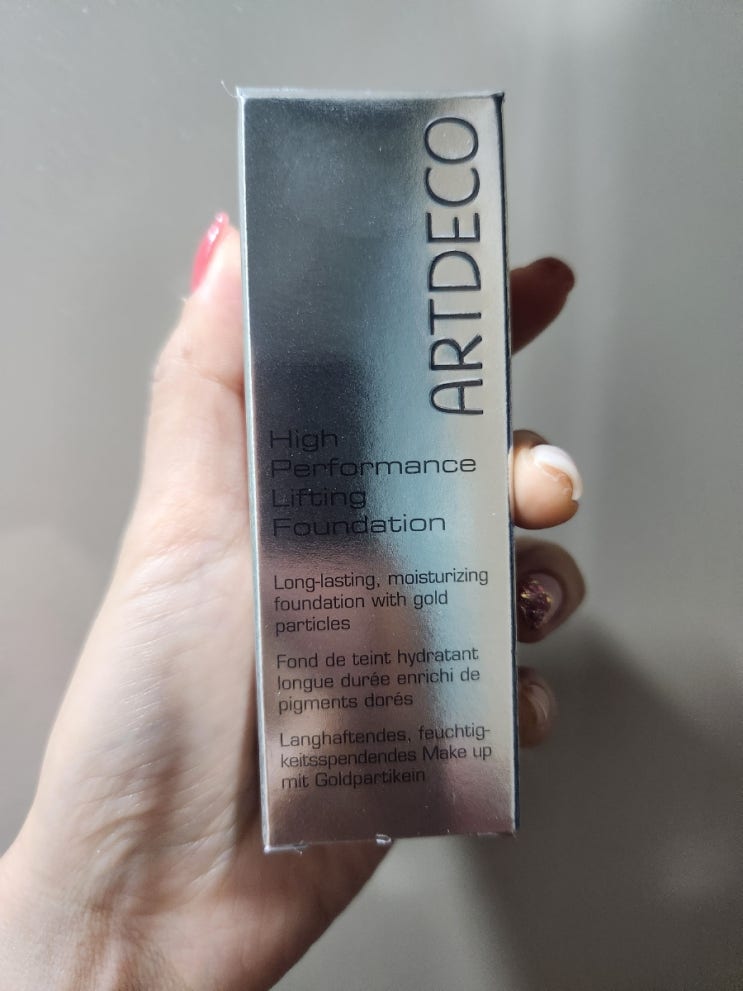 ARTDECO
High
Performance
Lifting
Foundation
Long-lasting, moisturizing
foundation with gold
particles
Fond de teint hydratant
longue durée enrichi de
pigments dorés
Langhaftendes, feuchtig-
keitsspendendes Make up
mit Goldpartikeln